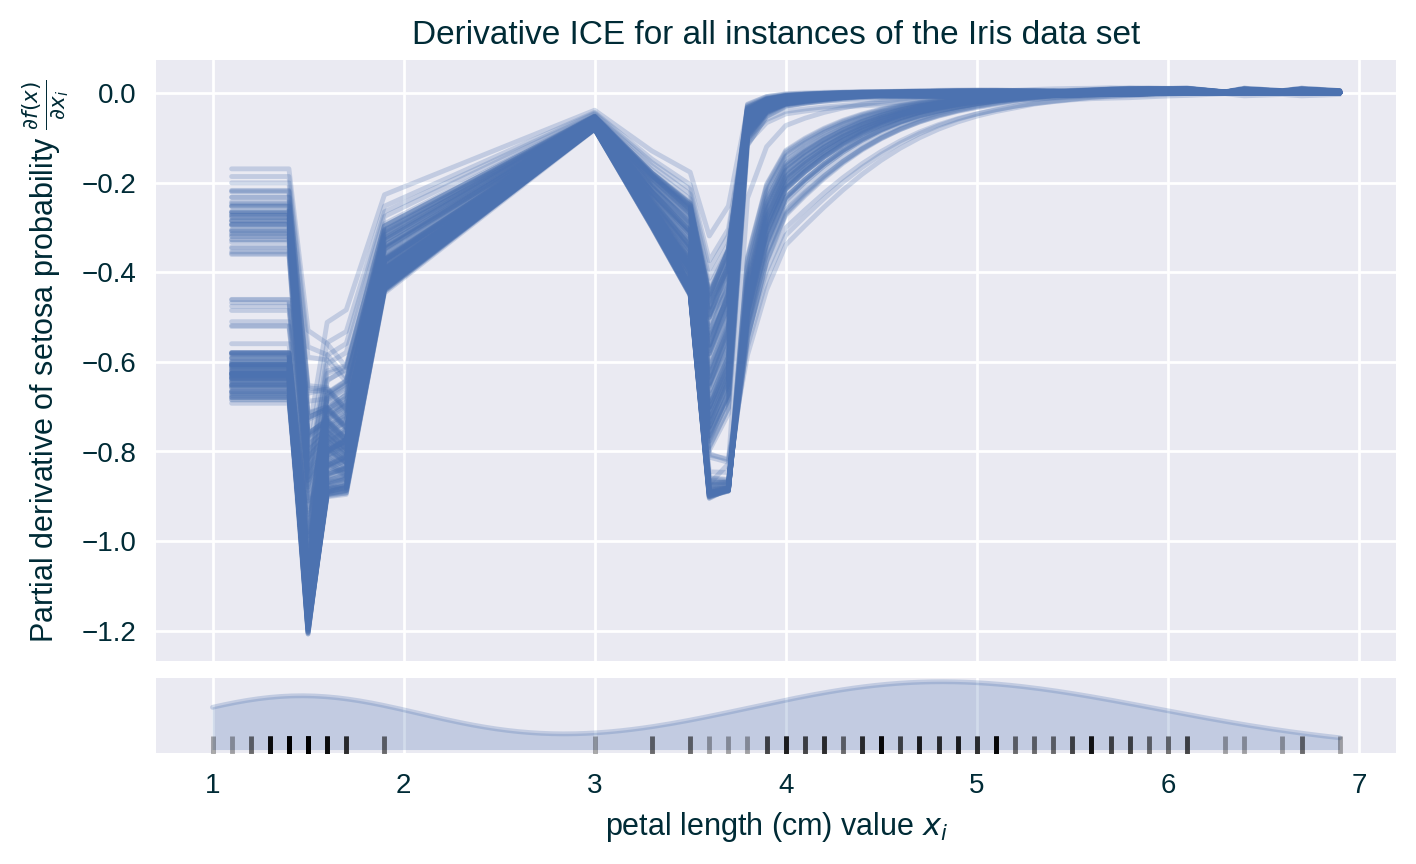 Derivative ICE for all instances of the Iris data set
Partial derivative of setosa probability ∂f(x)/∂xᵢ
0.0
−0.2
−0.4
−0.6
−0.8
−1.0
−1.2
1 2 3 4 5 6 7
petal length (cm) value xᵢ